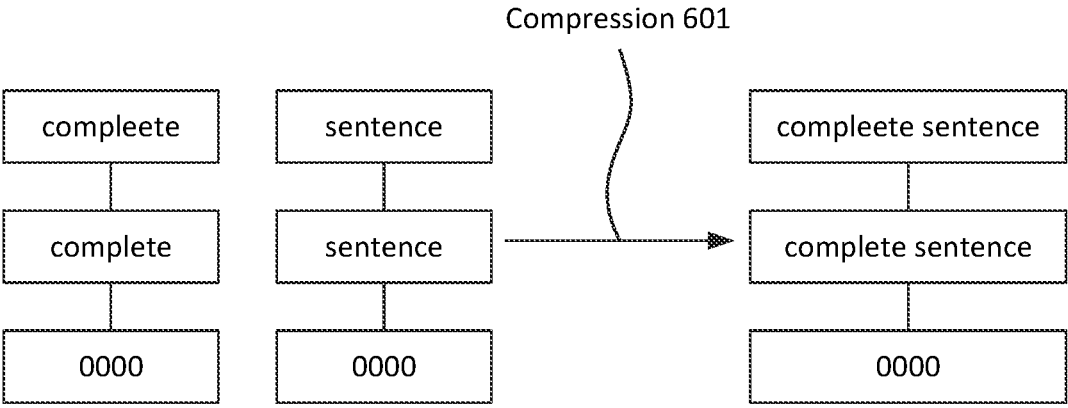 Compression 601
compleete sentence compleete sentence
complete sentence complete sentence
0000 0000 0000